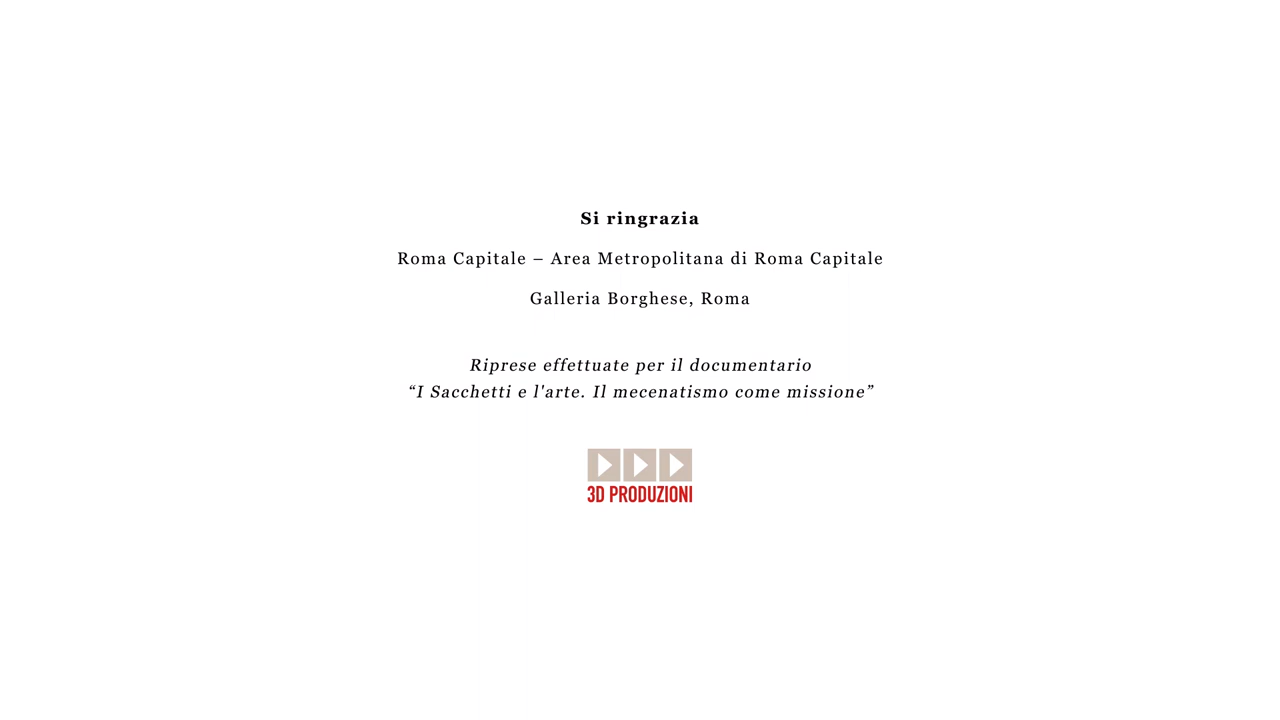 Si ringrazia
Roma Capitale – Area Metropolitana di Roma Capitale
Galleria Borghese, Roma
Riprese effettuate per il documentario
“I Sacchetti e l'arte. Il mecenatismo come missione”
3D PRODUZIONI